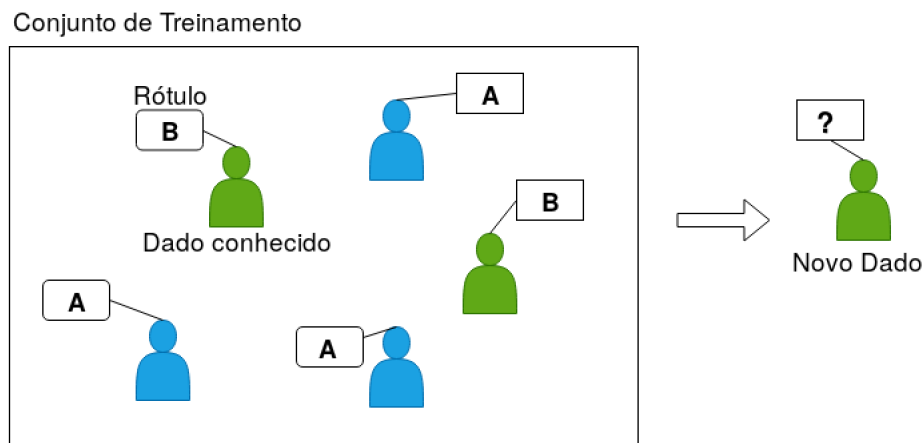 Conjunto de Treinamento
Rótulo
B
A
Dado conhecido
B
A
A
?
Novo Dado